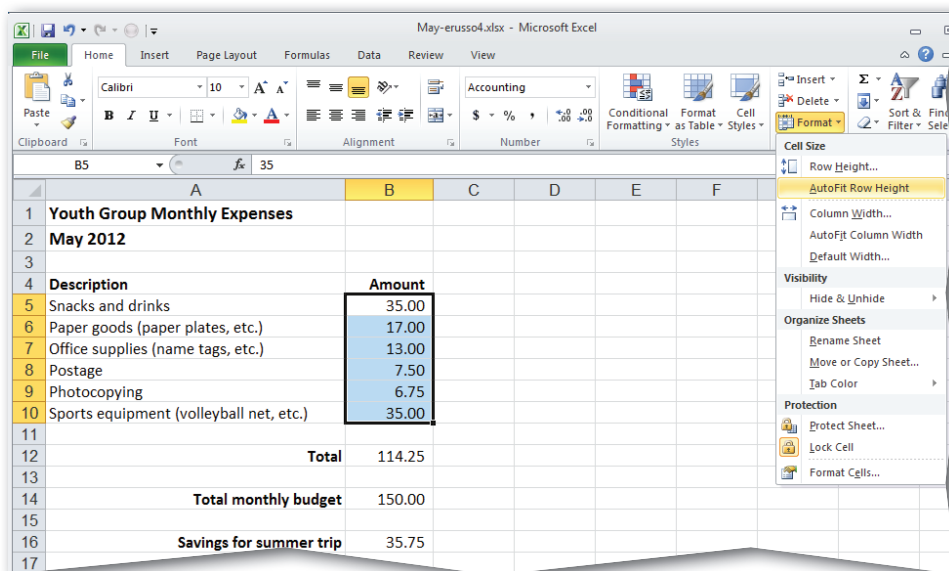 May-erusso4.xlsx - Microsoft Excel
File Home Insert Page Layout Formulas Data Review View
Paste
Calibri 10 A A
B I U A
Accounting
$ % , .00 .00
Conditional Formatting
Format as Table
Cell Styles
Insert
Delete
Format
Σ
Sort & Filter
Clipboard Font Alignment Number Styles
B5 fx 35
A B C D E F
1 Youth Group Monthly Expenses
2 May 2012
3
4 Description Amount
5 Snacks and drinks 35.00
6 Paper goods (paper plates, etc.) 17.00
7 Office supplies (name tags, etc.) 13.00
8 Postage 7.50
9 Photocopying 6.75
10 Sports equipment (volleyball net, etc.) 35.00
11
12 Total 114.25
13
14 Total monthly budget 150.00
15
16 Savings for summer trip 35.75
17
Cell Size
Row Height...
AutoFit Row Height
Column Width...
AutoFit Column Width
Default Width...
Visibility
Hide & Unhide
Organize Sheets
Rename Sheet
Move or Copy Sheet...
Tab Color
Protection
Protect Sheet...
Lock Cell
Format Cells...